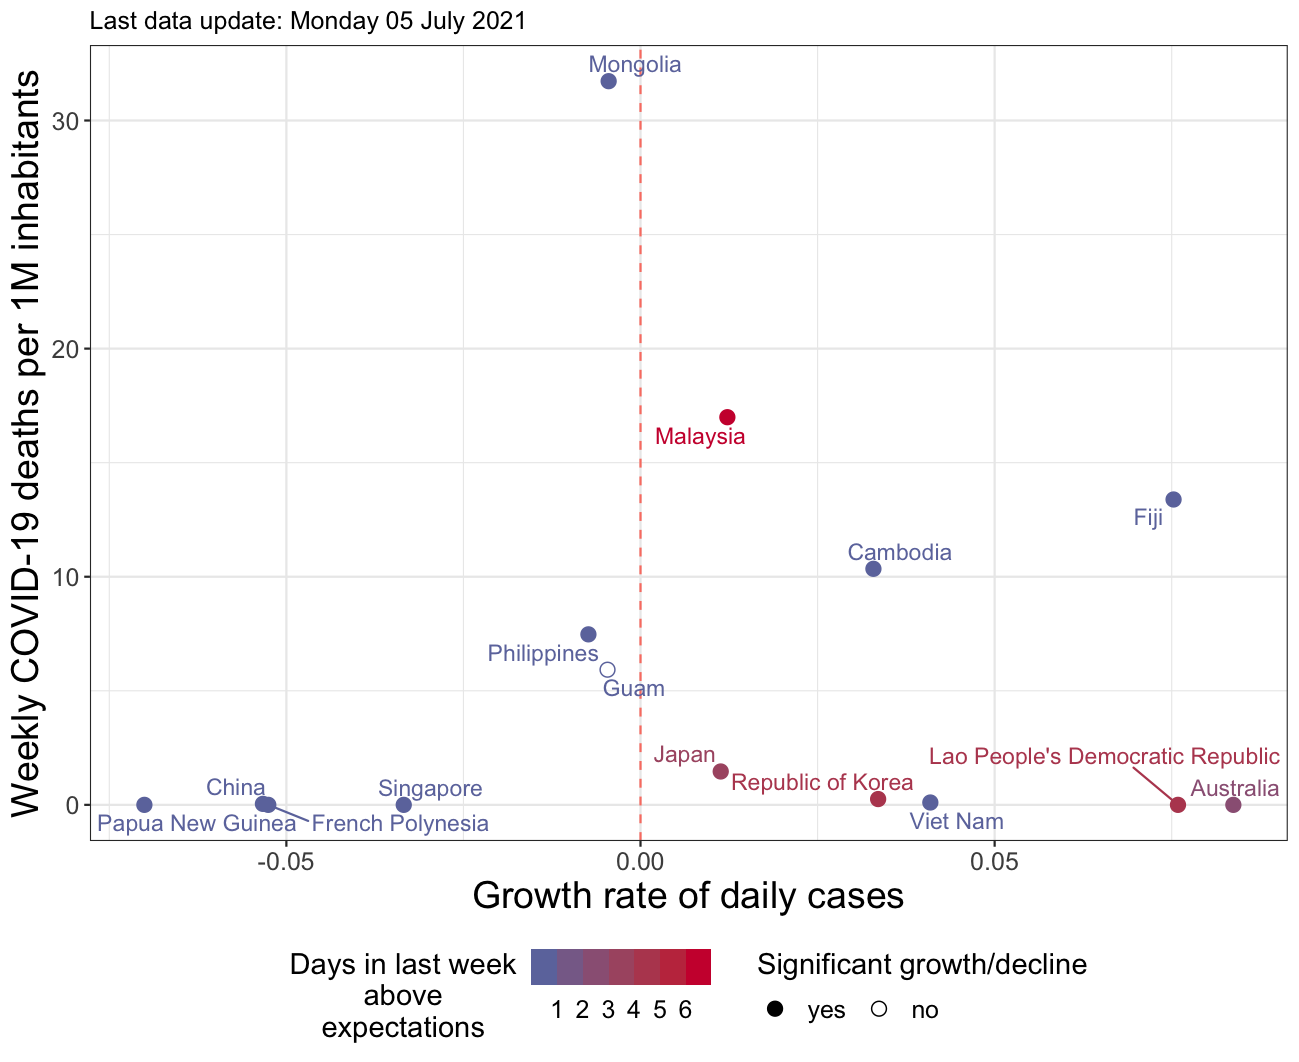 Last data update: Monday 05 July 2021
Weekly COVID-19 deaths per 1M inhabitants
30
20
10
0
Mongolia
Malaysia
Fiji
Cambodia
Philippines
Guam
Japan
Lao People's Democratic Republic
Republic of Korea
Australia
China
Singapore
Papua New Guinea
French Polynesia
Viet Nam
-0.05
0.00
0.05
Growth rate of daily cases
Days in last week
above
expectations
1 2 3 4 5 6
Significant growth/decline
yes no